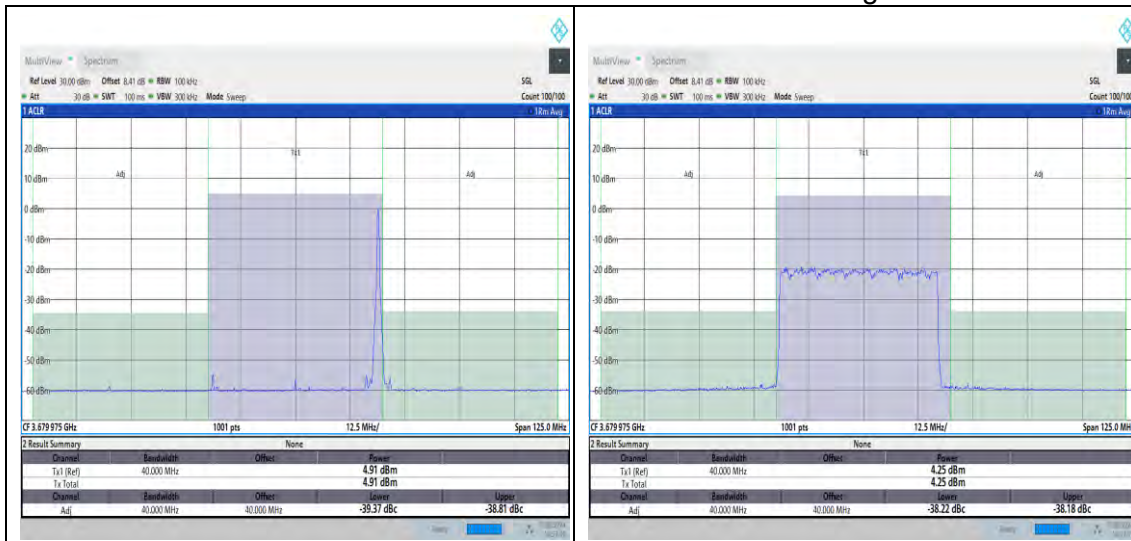 MultiView Spectrum
Ref Level 30.00 dBm Offset 8.41 dB RBW 100 kHz SGL
Att 30 dB SWT 100 ms VBW 300 kHz Mode Sweep Count 100/100
1 ACLR 1Rm Avg
20 dBm
Tx1
Adj Adj
10 dBm
0 dBm
-10 dBm
-20 dBm
-30 dBm
-40 dBm
-50 dBm
-60 dBm
CF 3.679 975 GHz 1001 pts 12.5 MHz/ Span 125.0 MHz
2 Result Summary None
Channel Bandwidth Offset Power
Tx1 (Ref) 40.000 MHz 4.91 dBm
Tx Total 4.91 dBm
Channel Bandwidth Offset Lower Upper
Adj 40.000 MHz 40.000 MHz -39.37 dBc -38.81 dBc
MultiView Spectrum
Ref Level 30.00 dBm Offset 8.41 dB RBW 100 kHz SGL
Att 30 dB SWT 100 ms VBW 300 kHz Mode Sweep Count 100/100
1 ACLR 1Rm Avg
20 dBm
Tx1
Adj Adj
10 dBm
0 dBm
-10 dBm
-20 dBm
-30 dBm
-40 dBm
-50 dBm
-60 dBm
CF 3.679 975 GHz 1001 pts 12.5 MHz/ Span 125.0 MHz
2 Result Summary None
Channel Bandwidth Offset Power
Tx1 (Ref) 40.000 MHz 4.25 dBm
Tx Total 4.25 dBm
Channel Bandwidth Offset Lower Upper
Adj 40.000 MHz 40.000 MHz -38.22 dBc -38.18 dBc